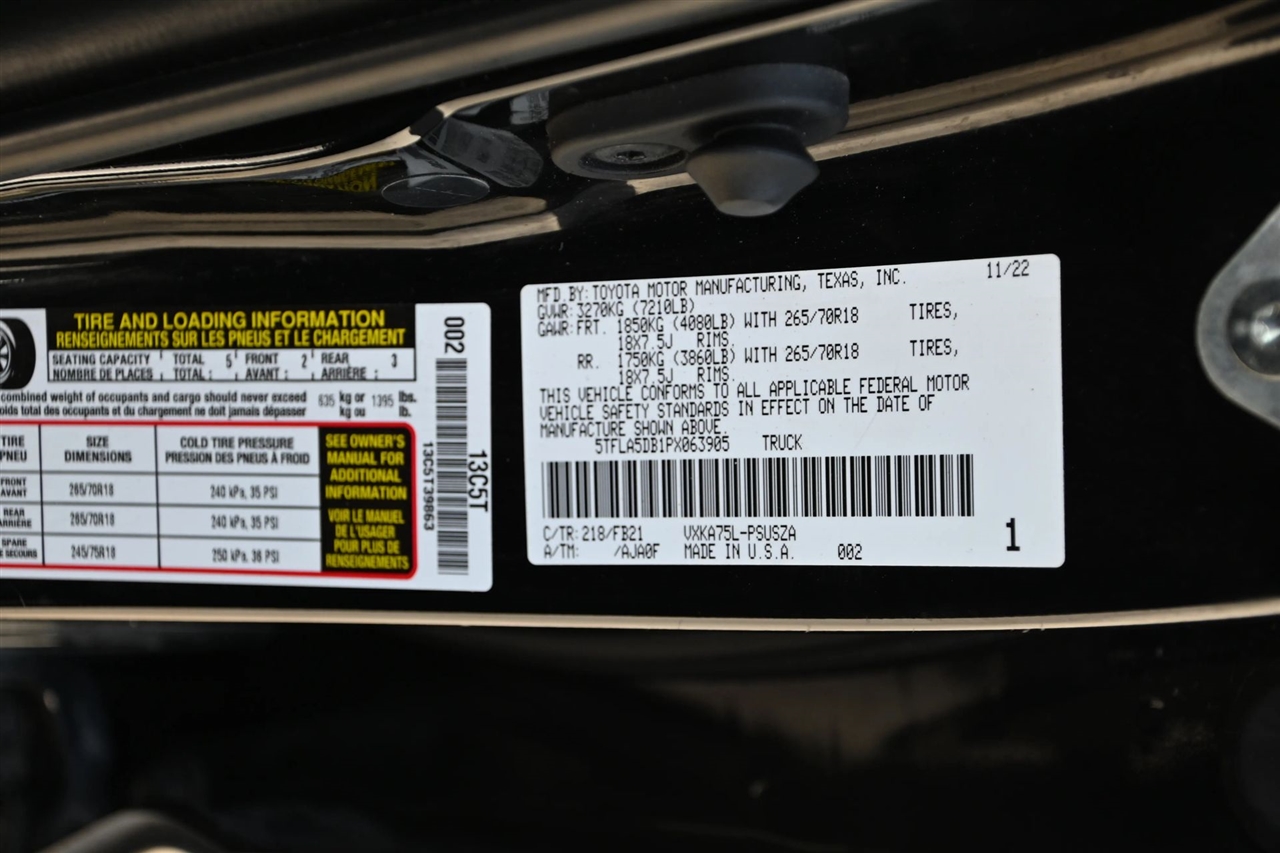 TIRE AND LOADING INFORMATION
RENSEIGNEMENTS SUR LES PNEUS ET LE CHARGEMENT
SEATING CAPACITY TOTAL 5 FRONT 2 REAR 3
NOMBRE DE PLACES TOTAL : AVANT : ARRIÈRE :
combined weight of occupants and cargo should never exceed 635 kg or 1395 lbs.
oids total des occupants et du chargement ne doit jamais dépasser kg ou lb.
TIRE SIZE COLD TIRE PRESSURE
PNEU DIMENSIONS PRESSION DES PNEUS À FROID
FRONT
AVANT 265/70R18 240 kPa, 35 PSI
REAR
ARRIÈRE 265/70R18 240 kPa, 35 PSI
SPARE
DE SECOURS 245/75R18 250 kPa, 36 PSI
SEE OWNER'S
MANUAL FOR
ADDITIONAL
INFORMATION
VOIR LE MANUEL
DE L'USAGER
POUR PLUS DE
RENSEIGNEMENTS
13C5T39863
002
13C5T
MFD.BY:TOYOTA MOTOR MANUFACTURING, TEXAS, INC. 11/22
GVWR:3270KG (7210LB)
GAWR:FRT. 1850KG (4080LB) WITH 265/70R18 TIRES,
18X7.5J RIMS.
RR. 1750KG (3860LB) WITH 265/70R18 TIRES,
18X7.5J RIMS.
THIS VEHICLE CONFORMS TO ALL APPLICABLE FEDERAL MOTOR
VEHICLE SAFETY STANDARDS IN EFFECT ON THE DATE OF
MANUFACTURE SHOWN ABOVE.
5TFLA5DB1PX063905 TRUCK
C/TR:218/FB21 VXKA75L-PSUSZA
A/TM: /AJA0F MADE IN U.S.A. 002 1